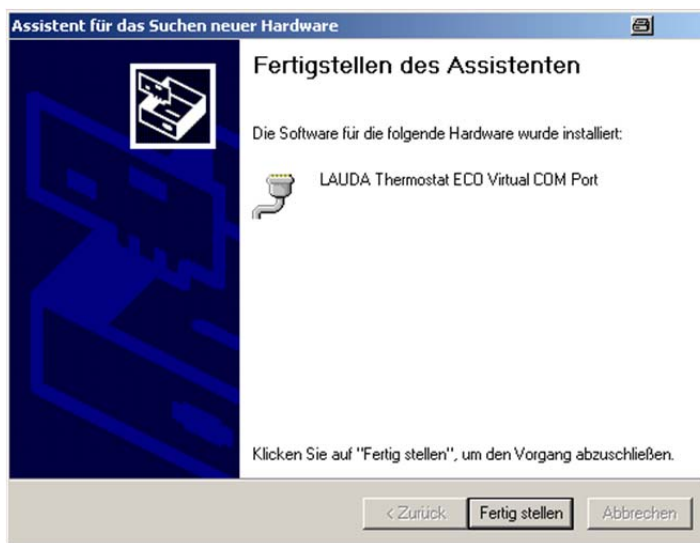 Assistent für das Suchen neuer Hardware
Fertigstellen des Assistenten
Die Software für die folgende Hardware wurde installiert:
LAUDA Thermostat ECO Virtual COM Port
Klicken Sie auf "Fertig stellen", um den Vorgang abzuschließen.
< Zurück Fertig stellen Abbrechen